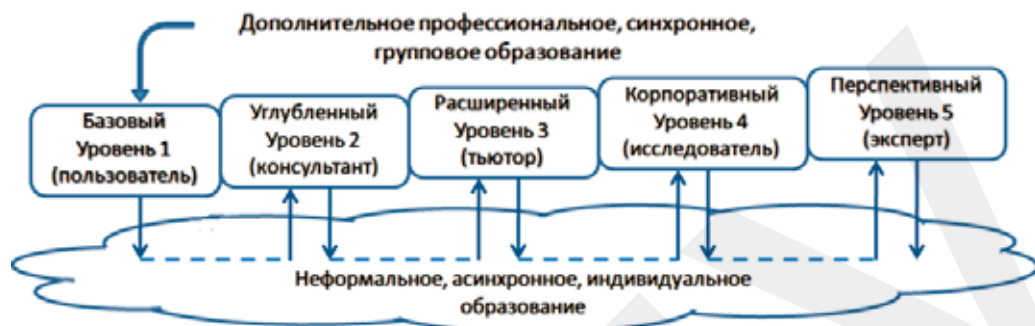 Дополнительное профессиональное, синхронное,
групповое образование
Базовый
Уровень 1
(пользователь)
Углубленный
Уровень 2
(консультант)
Расширенный
Уровень 3
(тьютор)
Корпоративный
Уровень 4
(исследователь)
Перспективный
Уровень 5
(эксперт)
Неформальное, асинхронное, индивидуальное
образование